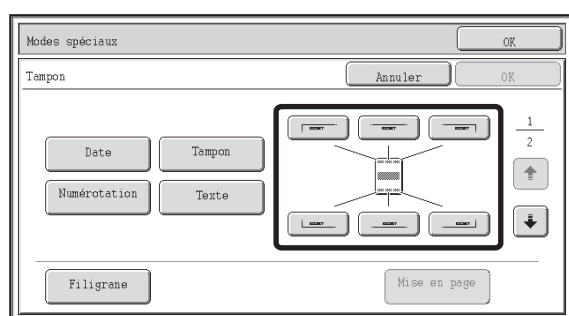 Modes spéciaux OK
Tampon Annuler OK
1
2
Date Tampon
Numérotation Texte
Filigrane Mise en page